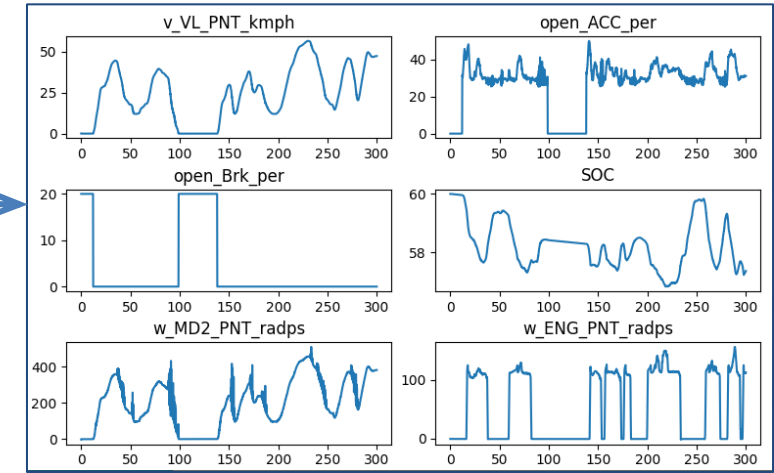 v_VL_PNT_kmph
50
25
0
0 50 100 150 200 250 300
open_ACC_per
40
20
0
0 50 100 150 200 250 300
open_Brk_per
20
10
0
0 50 100 150 200 250 300
SOC
60
58
0 50 100 150 200 250 300
w_MD2_PNT_radps
400
200
0
0 50 100 150 200 250 300
w_ENG_PNT_radps
100
0
0 50 100 150 200 250 300